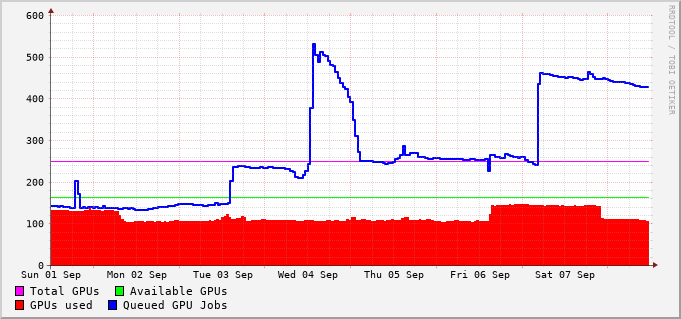 600
500
400
300
200
100
0
Sun 01 Sep Mon 02 Sep Tue 03 Sep Wed 04 Sep Thu 05 Sep Fri 06 Sep Sat 07 Sep
Total GPUs Available GPUs
GPUs used Queued GPU Jobs
RRDTOOL / TOBI OETIKER